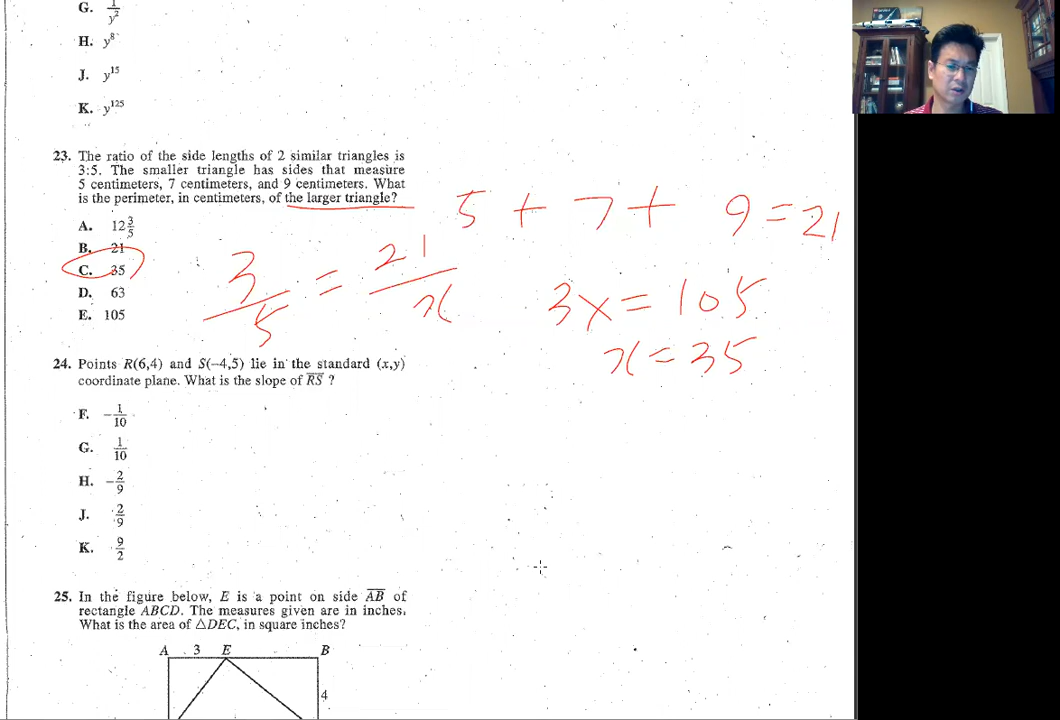 G. 1/y²
H. y⁸
J. y¹⁵
K. y¹²⁵
23. The ratio of the side lengths of 2 similar triangles is
3:5. The smaller triangle has sides that measure
5 centimeters, 7 centimeters, and 9 centimeters. What
is the perimeter, in centimeters, of the larger triangle?
A. 12 3/5
B. 21
C. 35
D. 63
E. 105
5 + 7 + 9 = 21
3/5 = 21/x
3x = 105
x = 35
24. Points R(6,4) and S(–4,5) lie in the standard (x,y)
coordinate plane. What is the slope of R̅S̅ ?
F. –1/10
G. 1/10
H. –2/9
J. 2/9
K. 9/2
25. In the figure below, E is a point on side A̅B̅ of
rectangle ABCD. The measures given are in inches.
What is the area of △DEC, in square inches?
A 3 E B
4